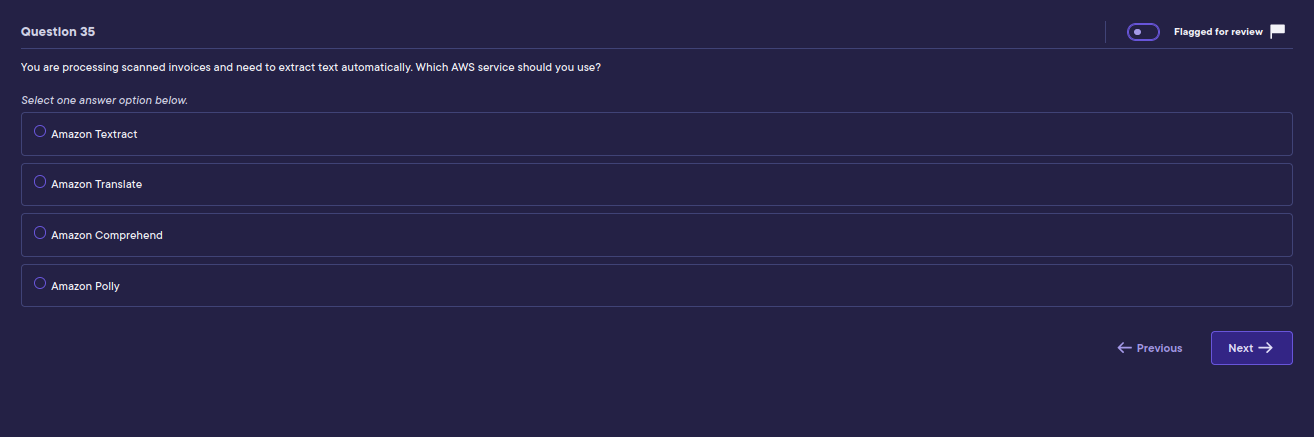 Question 35
Flagged for review
You are processing scanned invoices and need to extract text automatically. Which AWS service should you use?
Select one answer option below.
Amazon Textract
Amazon Translate
Amazon Comprehend
Amazon Polly
Previous
Next